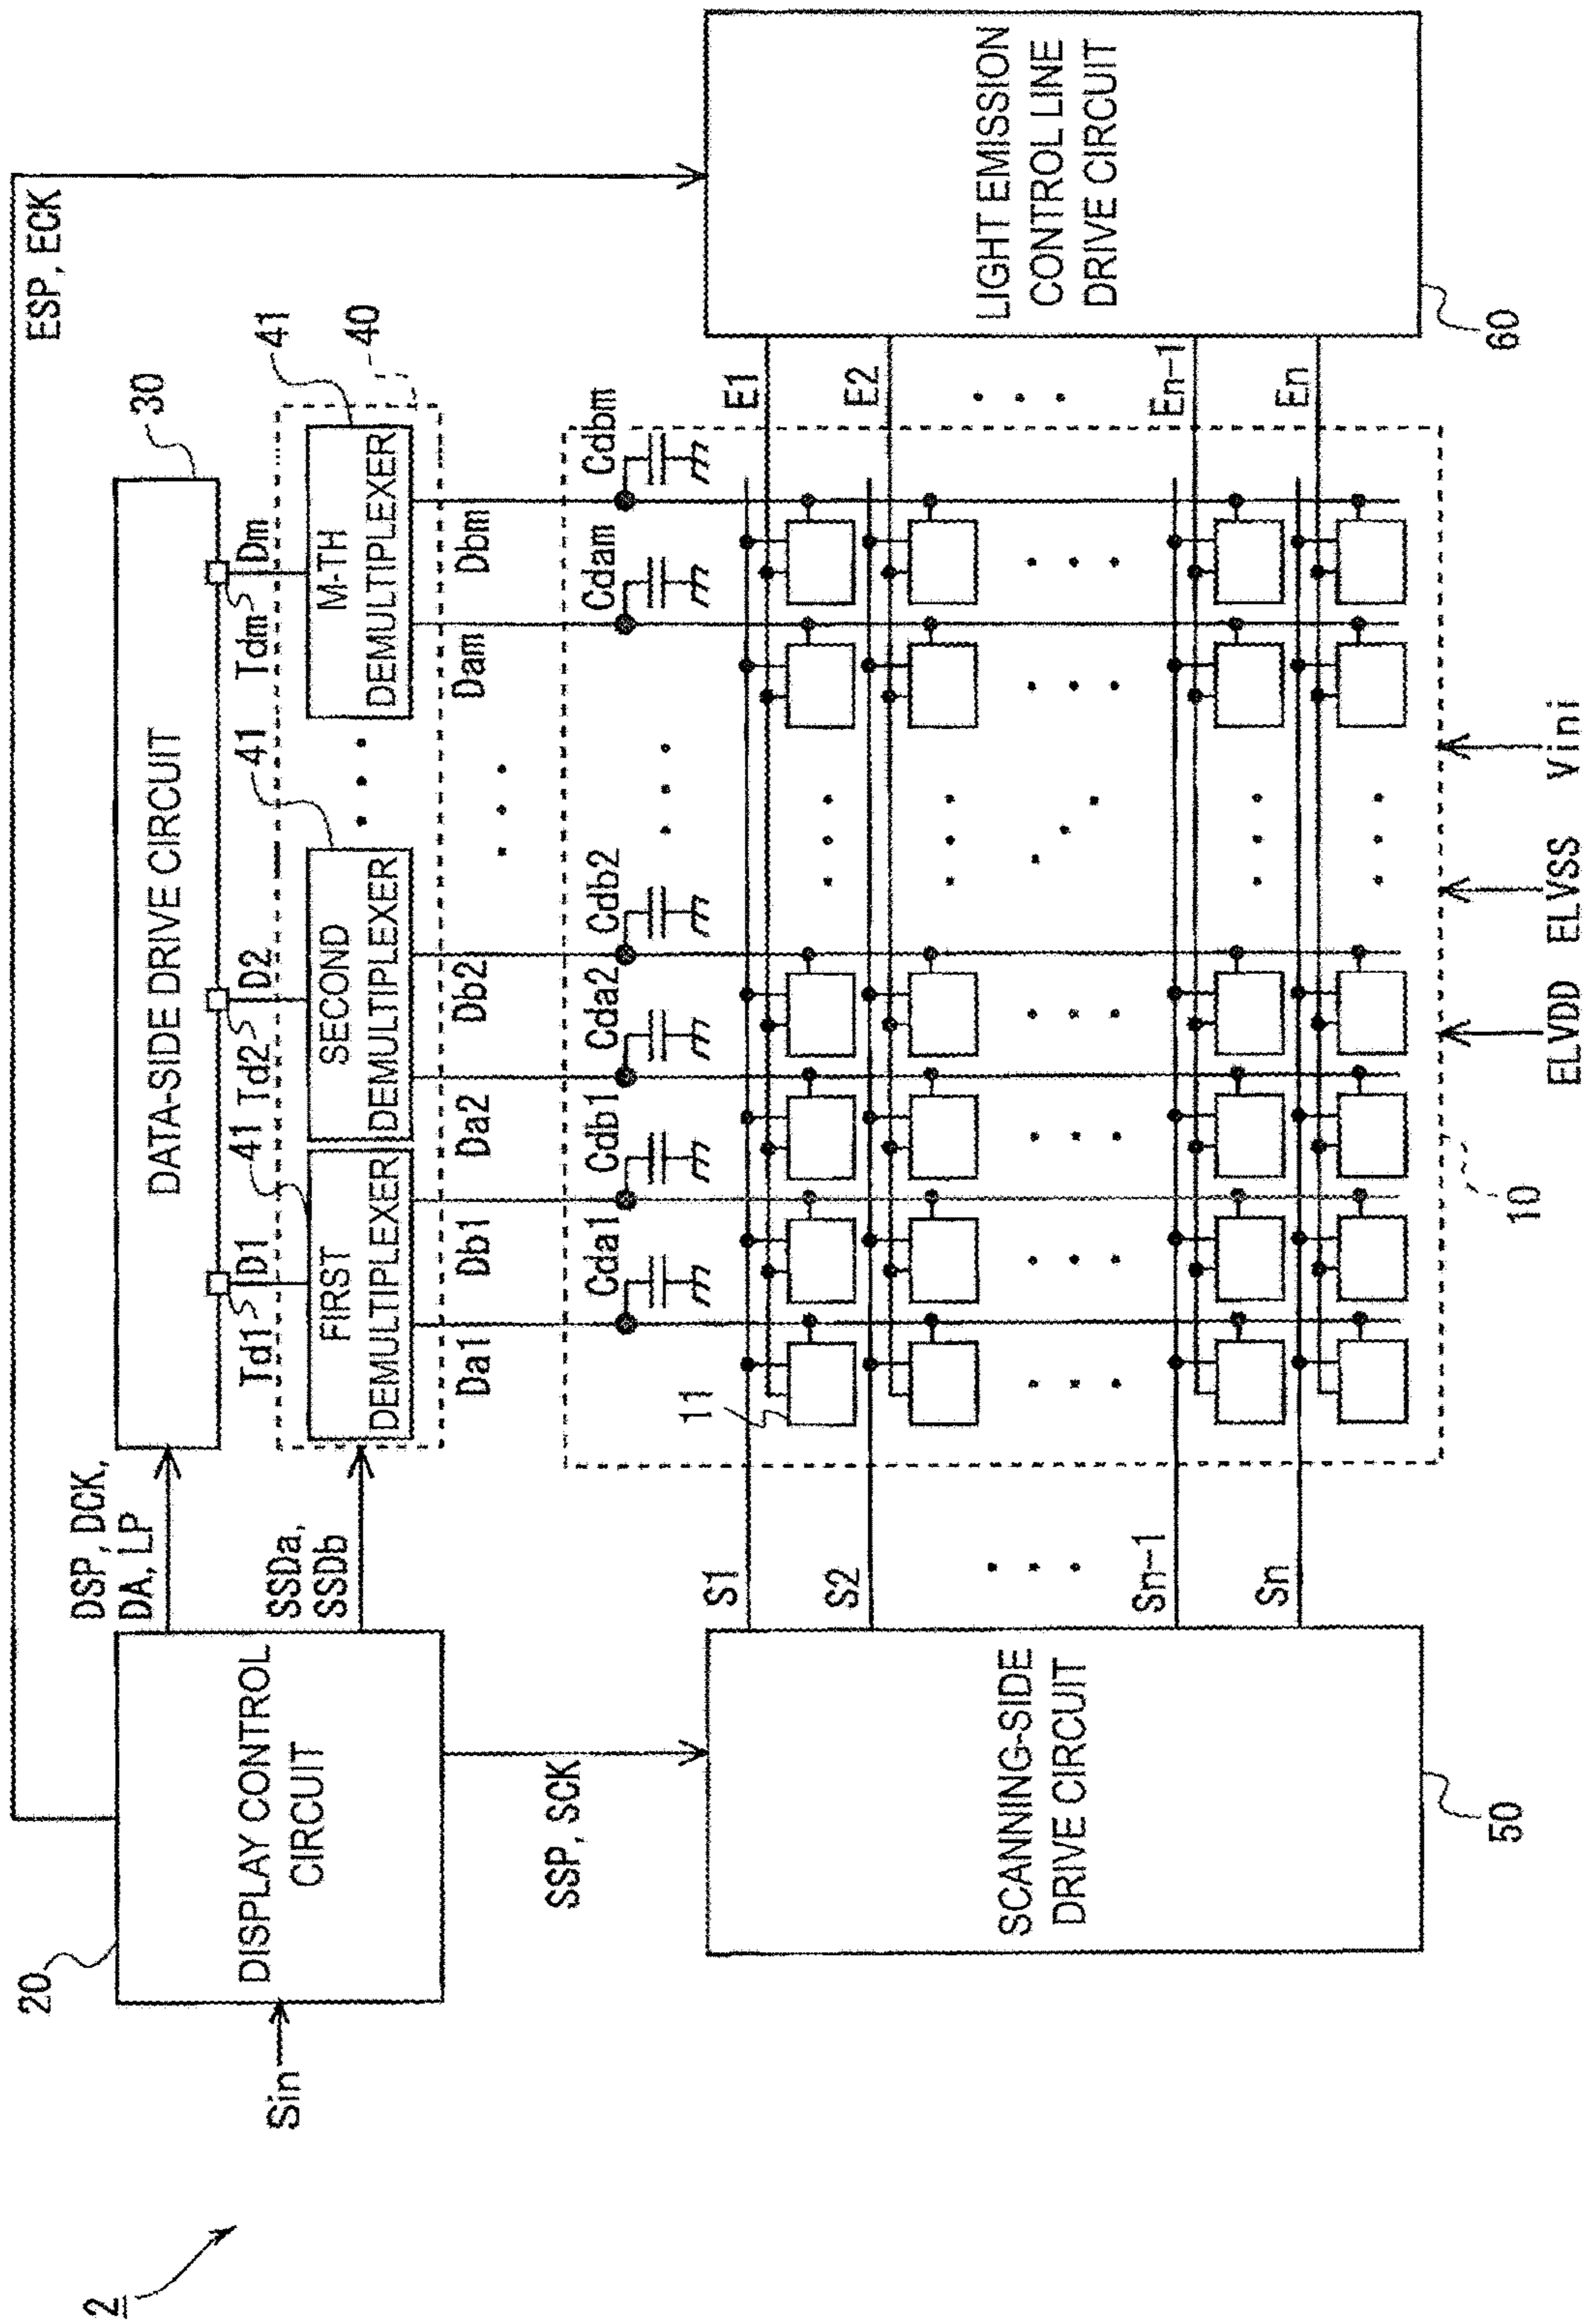 2
ESP, ECK
20
DISPLAY CONTROL
CIRCUIT
Sin
DSP, DCK,
DA, LP
SSDa,
SSDb
SSP, SCK
30
DATA-SIDE DRIVE CIRCUIT
Td1
D1
41
Td2
D2
41
Tdm
Dm
41
40
FIRST
DEMULTIPLEXER
SECOND
DEMULTIPLEXER
M-TH
DEMULTIPLEXER
Da1
Db1
Da2
Db2
Dam
Dbm
Cda1
Cdb1
Cda2
Cdb2
Cdam
Cdbm
11
S1
S2
Sn-1
Sn
E1
E2
En-1
En
SCANNING-SIDE
DRIVE CIRCUIT
50
LIGHT EMISSION
CONTROL LINE
DRIVE CIRCUIT
60
10
ELVDD
ELVSS
Vini